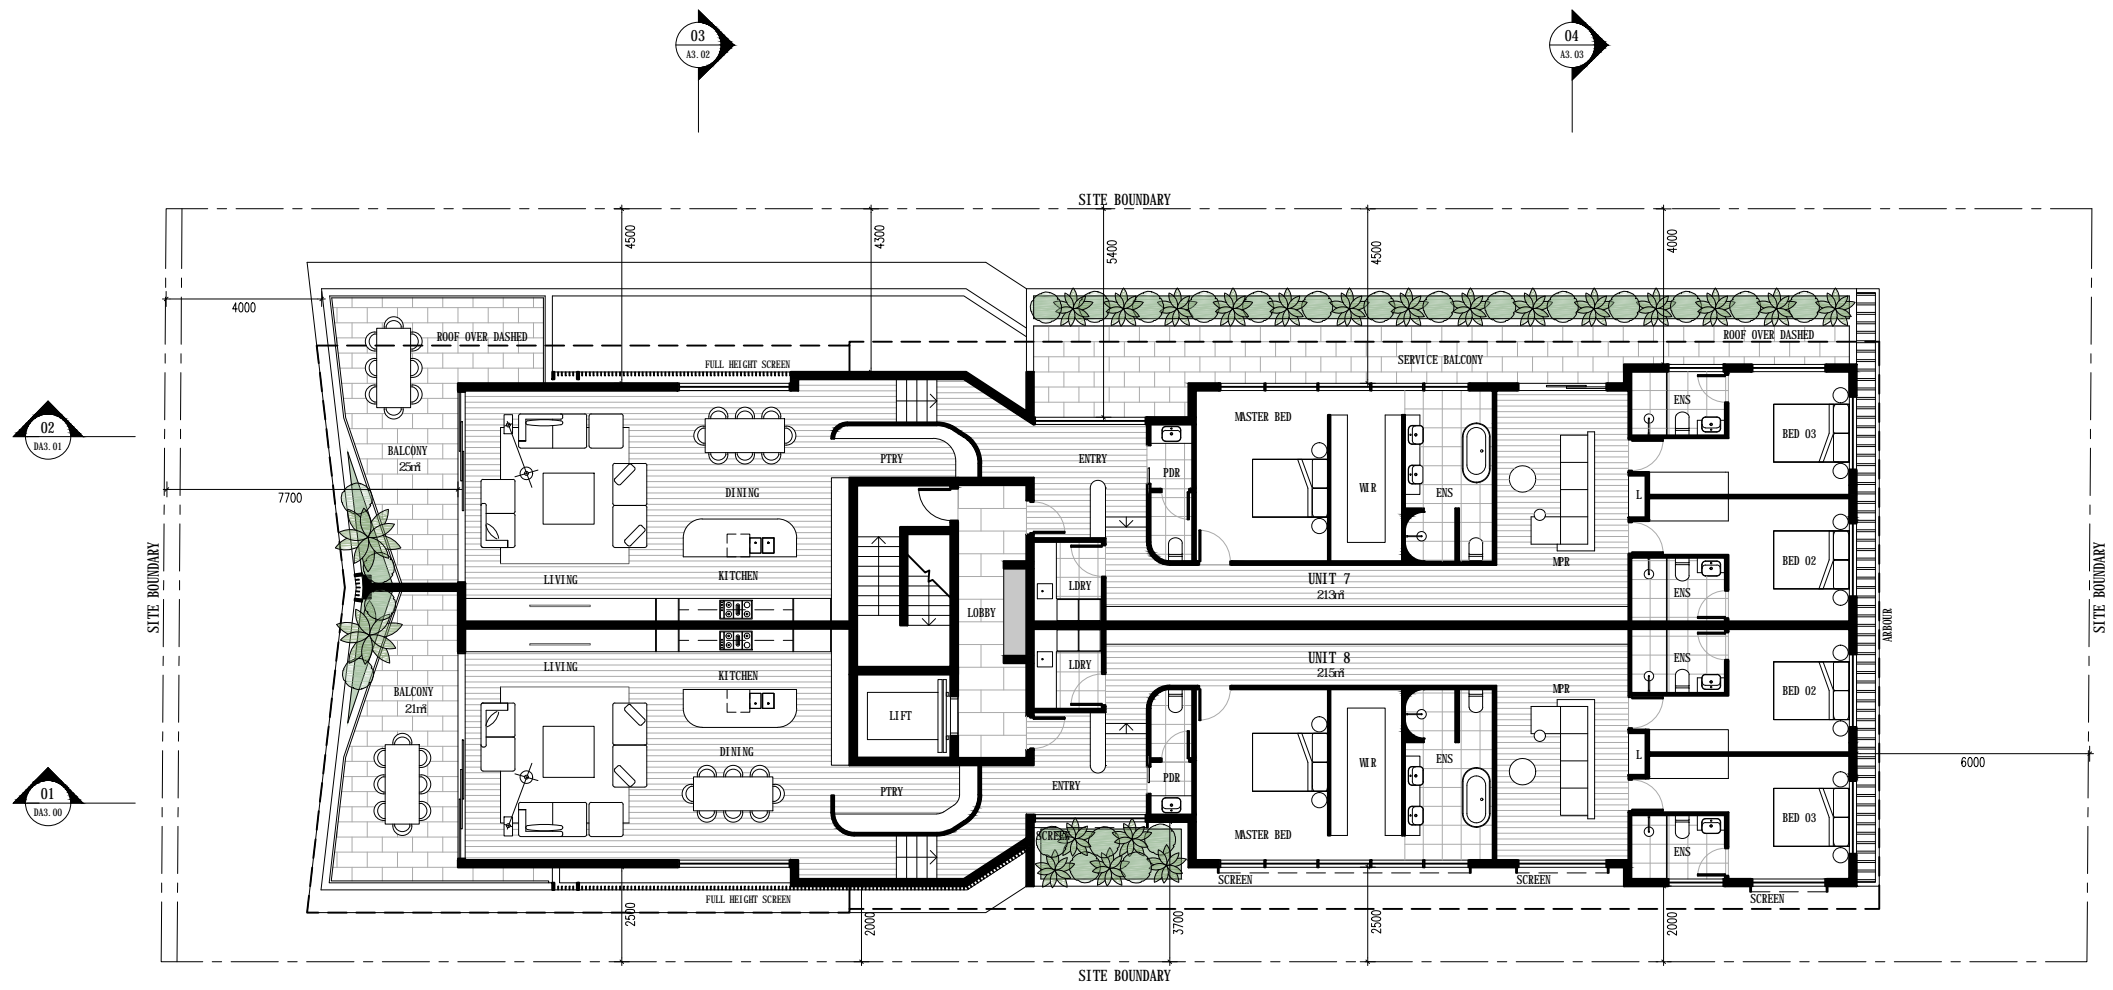 03
A3.02
04
A3.03
SITE BOUNDARY
4500
4300
5400
4500
4000
4000
ROOF OVER DASHED
ROOF OVER DASHED
FULL HEIGHT SCREEN
SERVICE BALCONY
ENS
MASTER BED
02
DA3.01
BED 03
BALCONY
25m²
PTRY
ENTRY
PDR
DINING
WIR
ENS
L
7700
SITE BOUNDARY
LIVING
KITCHEN
LOBBY
LDRY
UNIT 7
213m²
MPR
BED 02
ENS
ARBOUR
SITE BOUNDARY
LIVING
KITCHEN
LDRY
UNIT 8
215m²
MPR
ENS
BED 02
BALCONY
21m²
LIFT
DINING
ENTRY
PDR
WIR
ENS
L
6000
01
DA3.00
PTRY
SCREEN
MASTER BED
BED 03
ENS
SCREEN
SCREEN
SCREEN
FULL HEIGHT SCREEN
2500
2000
3700
2500
2000
SITE BOUNDARY